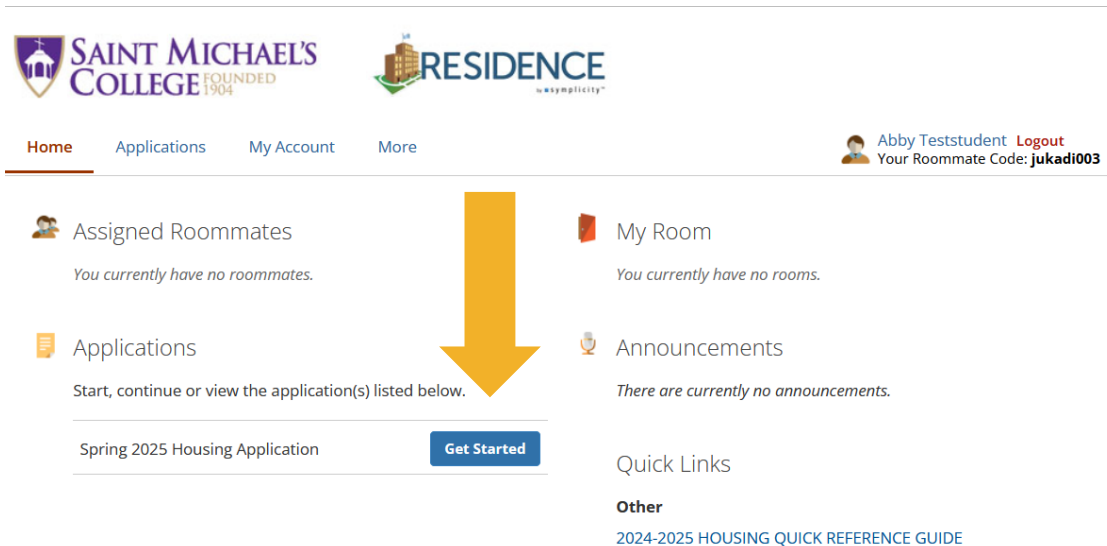 SAINT MICHAEL'S
COLLEGE FOUNDED
1904
RESIDENCE
by symplicity™
Home Applications My Account More
Abby Teststudent Logout
Your Roommate Code: jukadi003
Assigned Roommates
You currently have no roommates.
My Room
You currently have no rooms.
Applications
Start, continue or view the application(s) listed below.
Spring 2025 Housing Application Get Started
Announcements
There are currently no announcements.
Quick Links
Other
2024-2025 HOUSING QUICK REFERENCE GUIDE